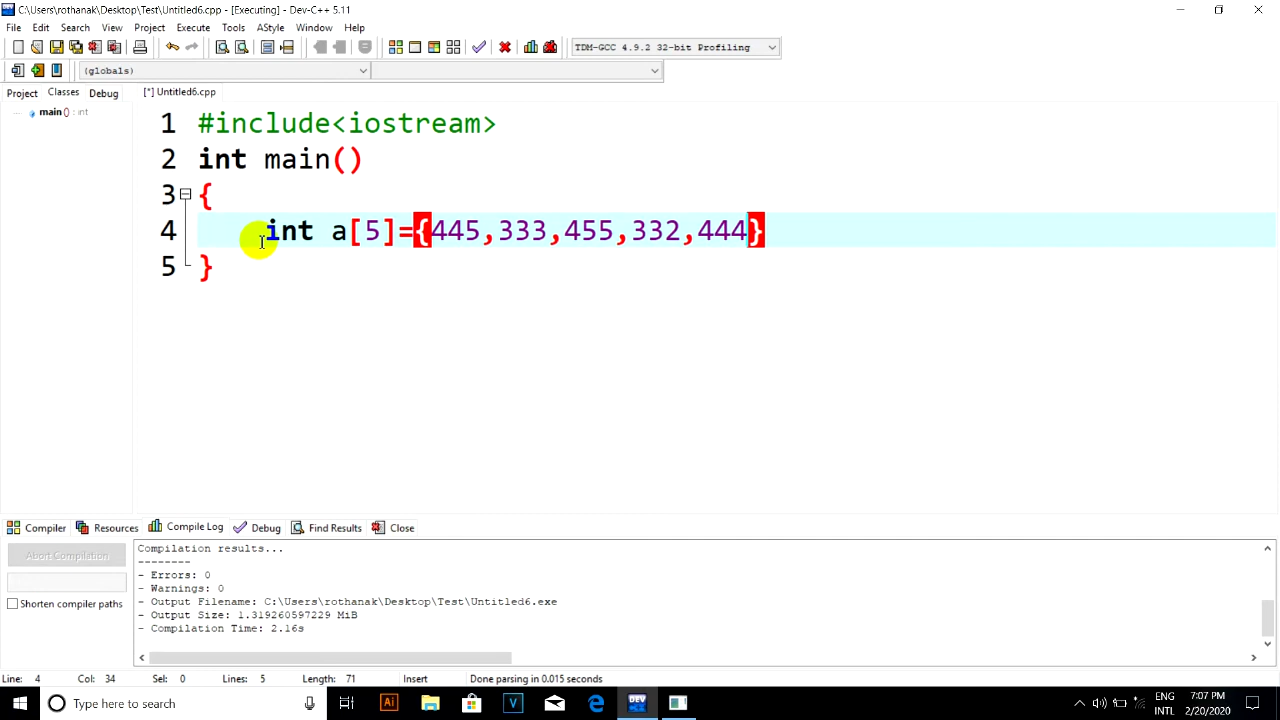 C:\Users\rothanak\Desktop\Test\Untitled6.cpp - [Executing] - Dev-C++ 5.11
File Edit Search View Project Execute Tools AStyle Window Help
TDM-GCC 4.9.2 32-bit Profiling
(globals)
Project Classes Debug [*] Untitled6.cpp
main () : int
1 #include<iostream>
2 int main()
3 {
4 int a[5]={445,333,455,332,444}
5 }
Compiler Resources Compile Log Debug Find Results Close
Abort Compilation
Shorten compiler paths
Compilation results...
--------
- Errors: 0
- Warnings: 0
- Output Filename: C:\Users\rothanak\Desktop\Test\Untitled6.exe
- Output Size: 1.319260597229 MiB
- Compilation Time: 2.16s
Line: 4 Col: 34 Sel: 0 Lines: 5 Length: 71 Insert Done parsing in 0.015 seconds
Type here to search
Ai
V
DEV
ENG
INTL
7:07 PM
2/20/2020